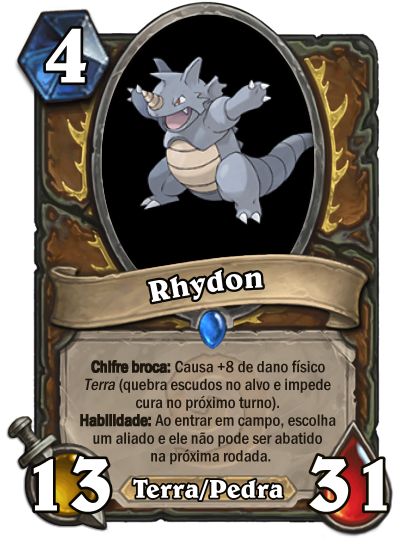 4
Rhydon
Chifre broca: Causa +8 de dano físico
Terra (quebra escudos no alvo e impede
cura no próximo turno).
Habilidade: Ao entrar em campo, escolha
um aliado e ele não pode ser abatido
na próxima rodada.
13
Terra/Pedra
31